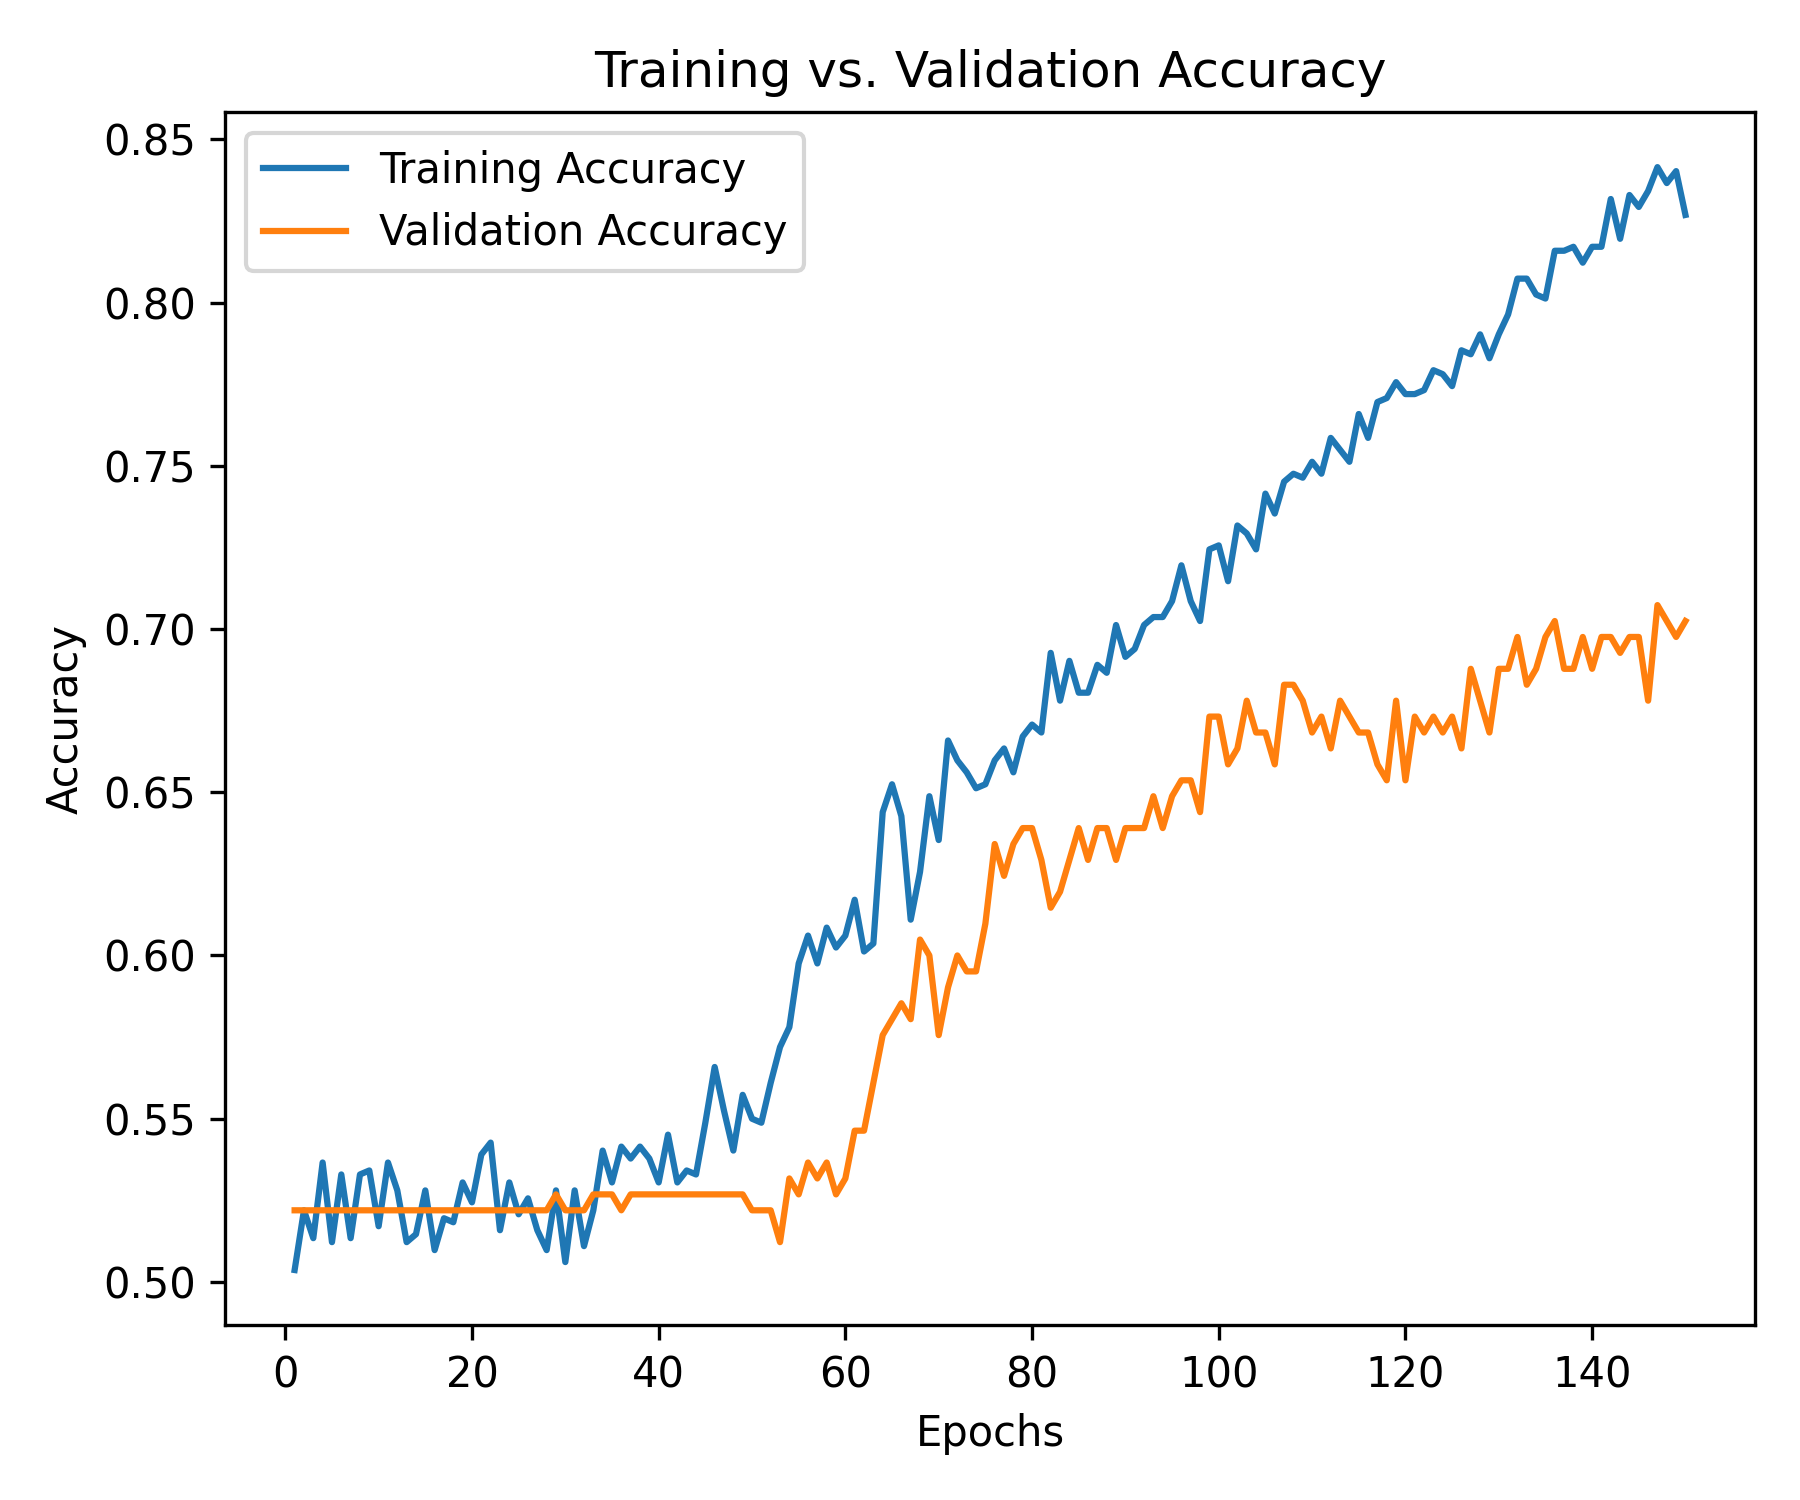 Training vs. Validation Accuracy
0.85
Training Accuracy
Validation Accuracy
0.80
0.75
0.70
0.65
0.60
0.55
0.50
Accuracy
0 20 40 60 80 100 120 140
Epochs